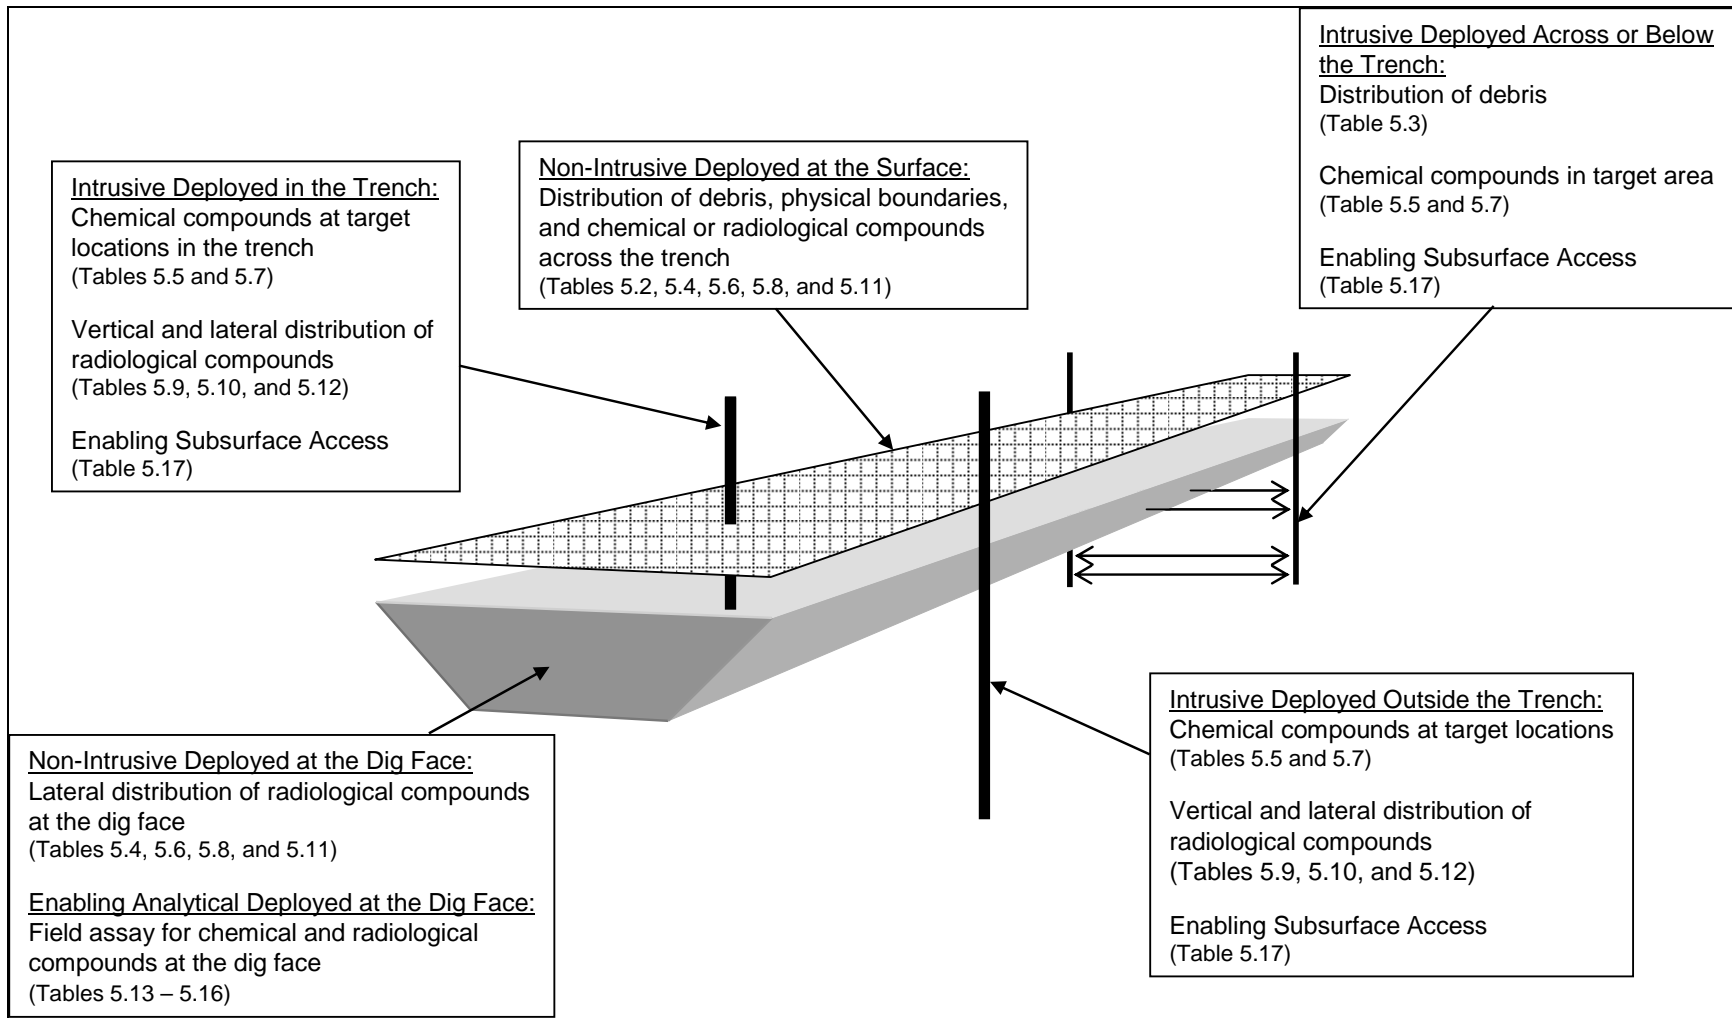 Intrusive Deployed Across or Below
the Trench:
Distribution of debris
(Table 5.3)
Chemical compounds in target area
(Table 5.5 and 5.7)
Enabling Subsurface Access
(Table 5.17)
Non-Intrusive Deployed at the Surface:
Distribution of debris, physical boundaries,
and chemical or radiological compounds
across the trench
(Tables 5.2, 5.4, 5.6, 5.8, and 5.11)
Intrusive Deployed in the Trench:
Chemical compounds at target
locations in the trench
(Tables 5.5 and 5.7)
Vertical and lateral distribution of
radiological compounds
(Tables 5.9, 5.10, and 5.12)
Enabling Subsurface Access
(Table 5.17)
Intrusive Deployed Outside the Trench:
Chemical compounds at target locations
(Tables 5.5 and 5.7)
Vertical and lateral distribution of
radiological compounds
(Tables 5.9, 5.10, and 5.12)
Enabling Subsurface Access
(Table 5.17)
Non-Intrusive Deployed at the Dig Face:
Lateral distribution of radiological compounds
at the dig face
(Tables 5.4, 5.6, 5.8, and 5.11)
Enabling Analytical Deployed at the Dig Face:
Field assay for chemical and radiological
compounds at the dig face
(Tables 5.13 – 5.16)